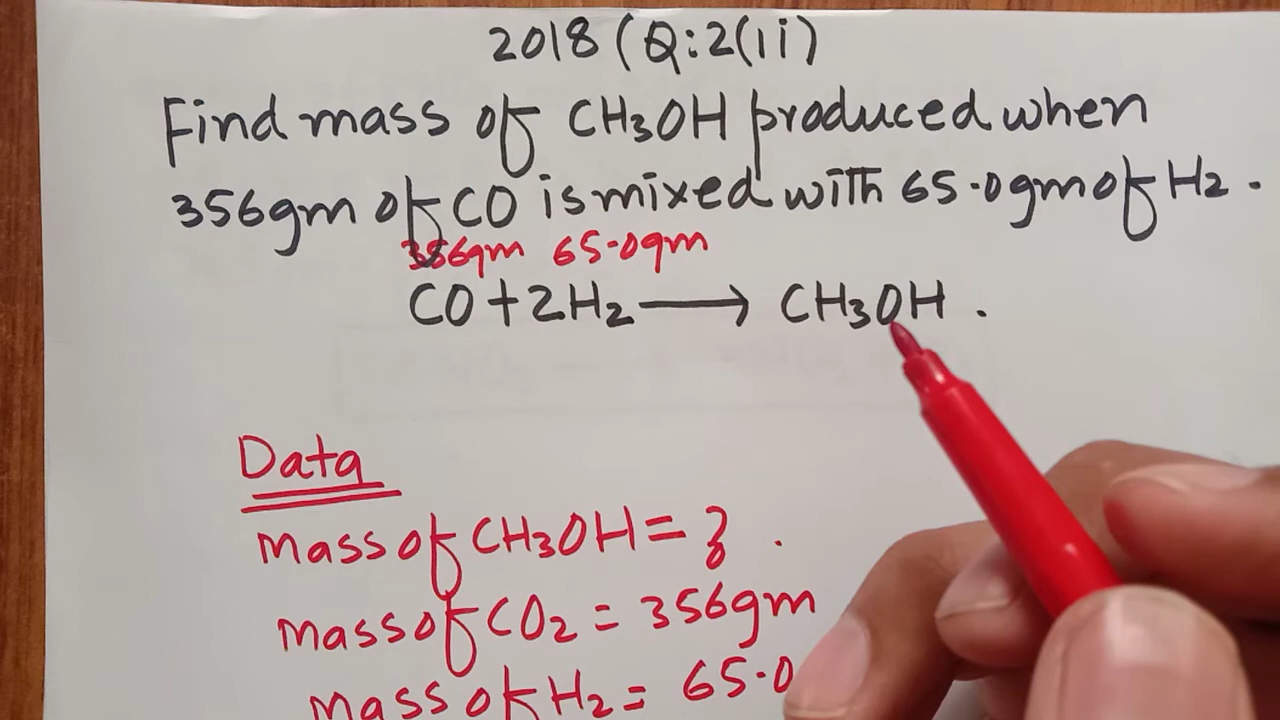 2018 (Q:2(ii)
Find mass of CH3OH produced when
356gm of CO is mixed with 65.0gm of H2.
356gm 65.0gm
CO+2H2 → CH3OH.
Data
Mass of CH3OH = ? .
mass of CO2 = 356gm
Mass of H2 = 65.0